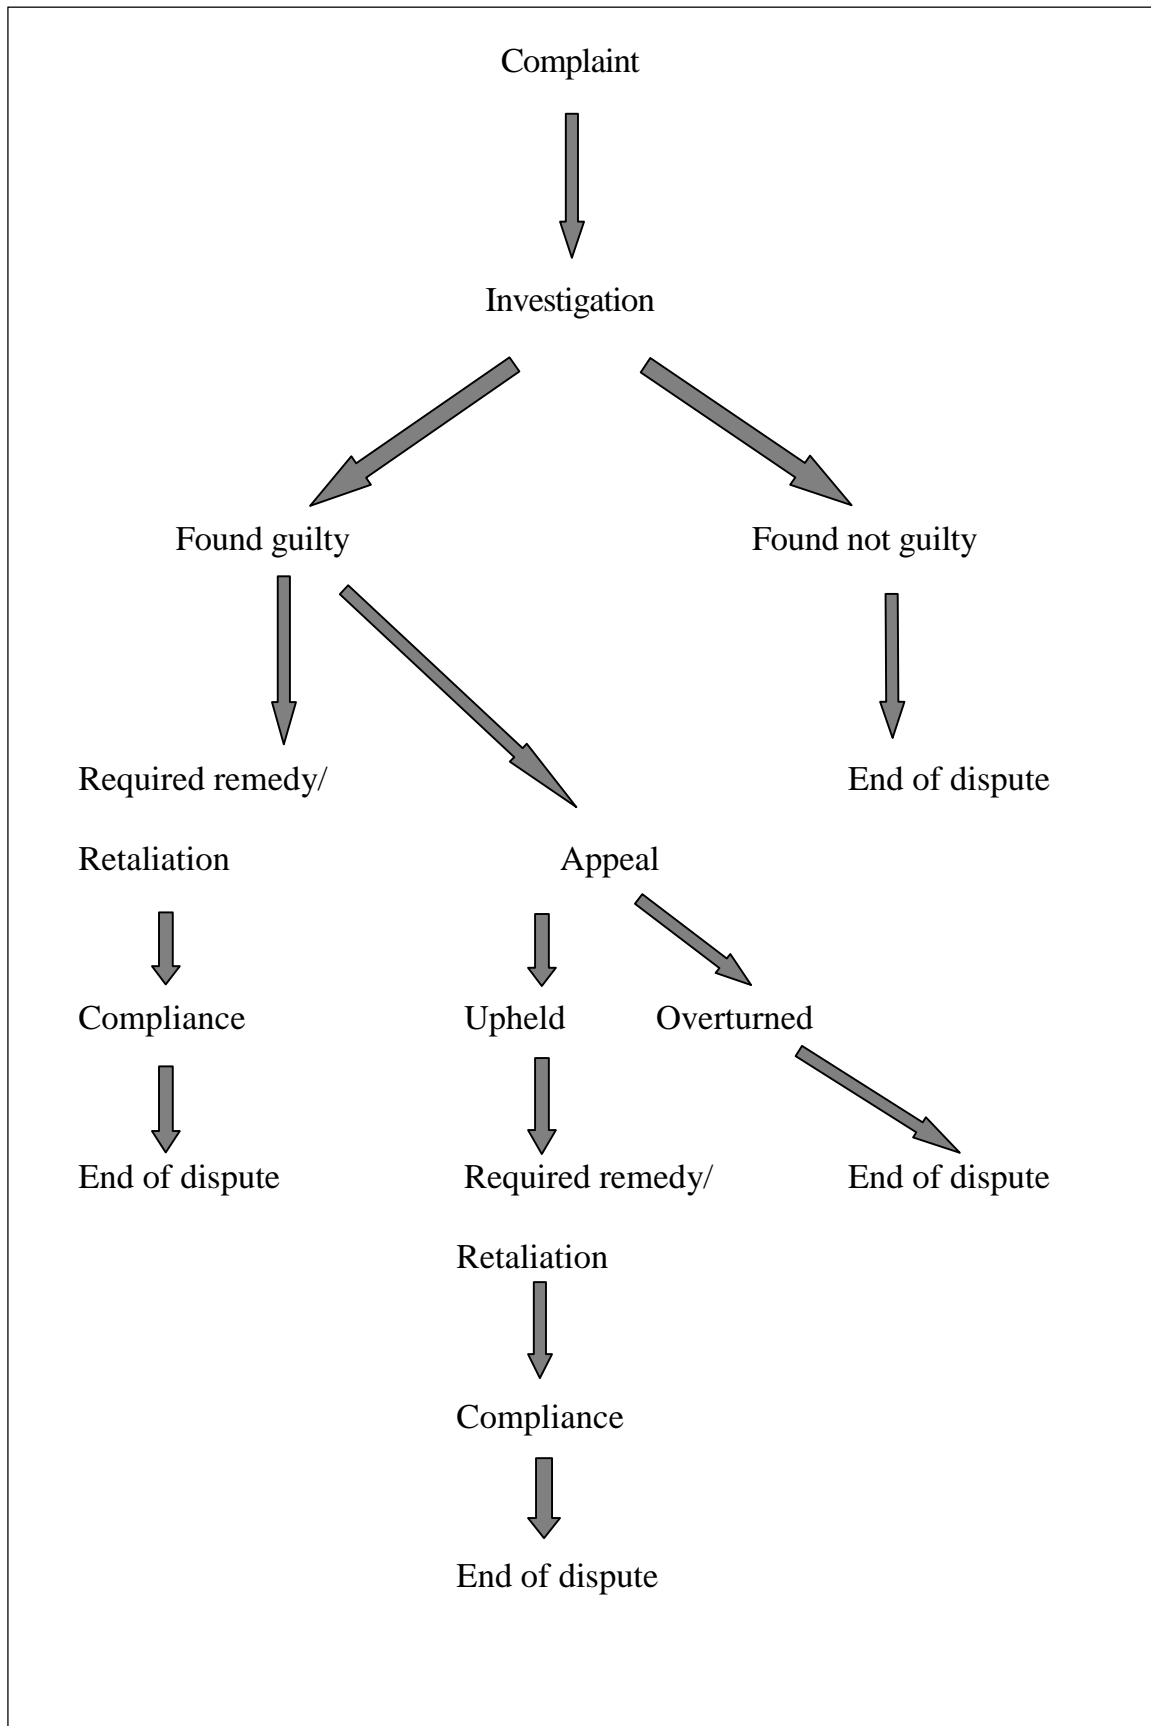 Complaint
Investigation
Found guilty
Found not guilty
Required remedy/
End of dispute
Retaliation
Appeal
Compliance
Upheld
Overturned
End of dispute
Required remedy/
End of dispute
Retaliation
Compliance
End of dispute